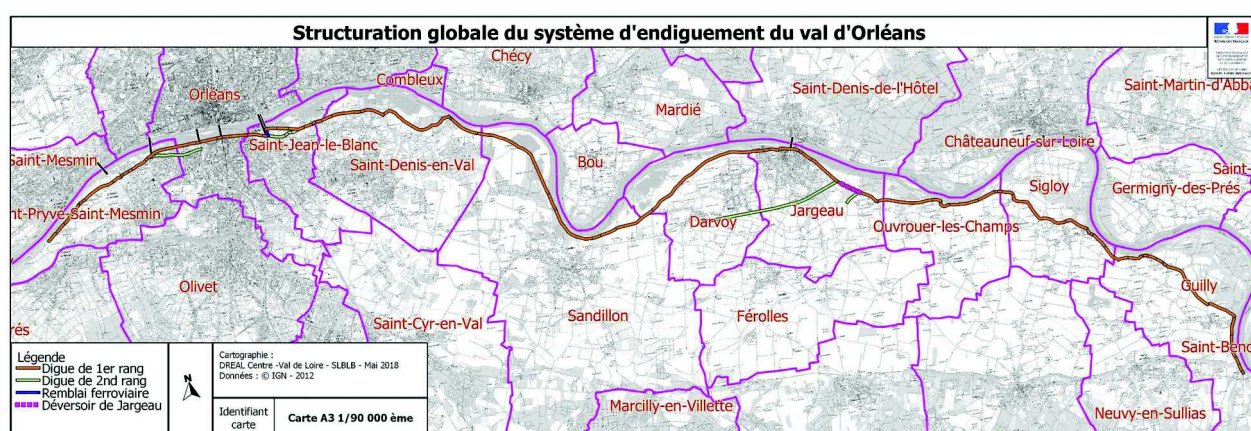 Structuration globale du système d'endiguement du val d'Orléans
RÉPUBLIQUE FRANÇAISE
Chécy
Combleux
Orléans
Saint-Denis-de-l'Hôtel
Saint-Martin-d'Abba
Mardié
Châteauneuf-sur-Loire
Saint-Jean-le-Blanc
Saint-Mesmin
Saint-Denis-en-Val
Bou
Saint-
Sigloy
Germigny-des-Prés
nt-Pryvé-Saint-Mesmin
Darvoy
Jargeau
Ouvrouer-les-Champs
Olivet
Guilly
Sandillon
Férolles
Saint-Cyr-en-Val
rés
Saint-Beno
Marcilly-en-Villette
Neuvy-en-Sullias
Légende
Digue de 1er rang
Digue de 2nd rang
Remblai ferroviaire
Déversoir de Jargeau
N
Cartographie :
DREAL Centre -Val de Loire - SLBLB - Mai 2018
Données : © IGN - 2012
Identifiant
carte
Carte A3 1/90 000 ème